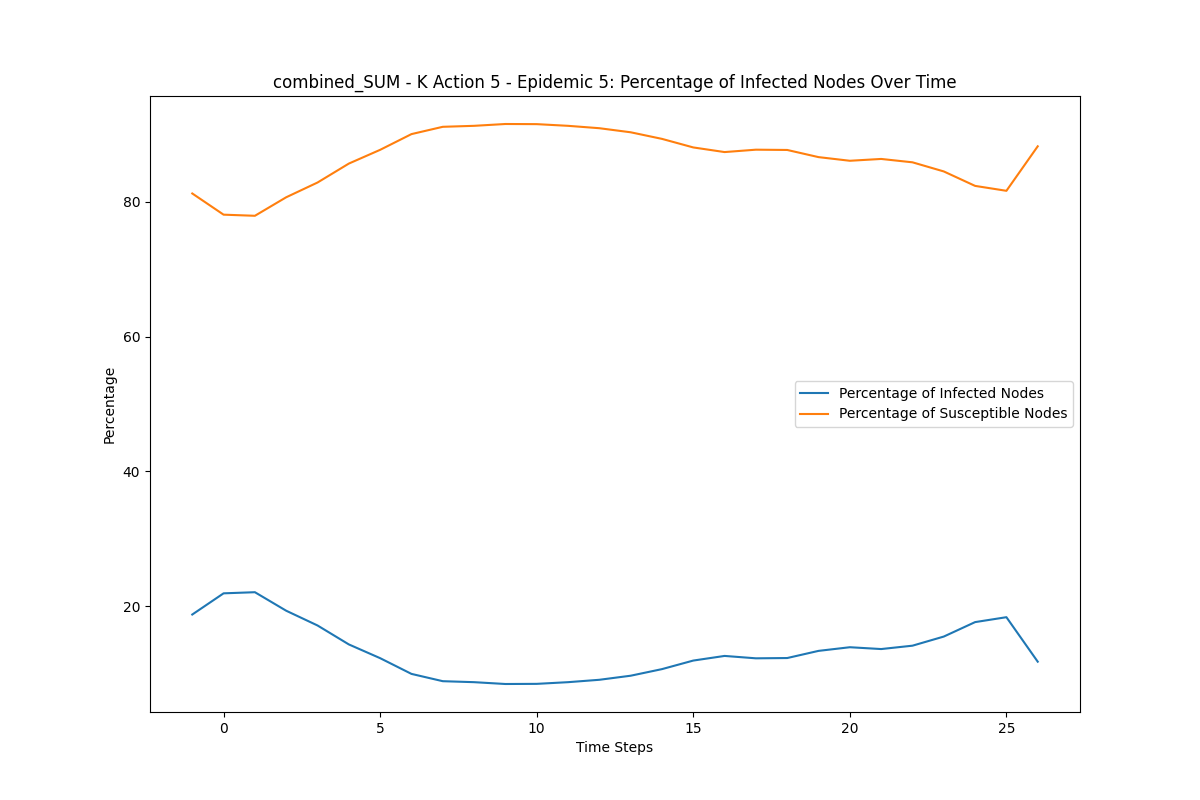 combined_SUM - K Action 5 - Epidemic 5: Percentage of Infected Nodes Over Time
80
60
40
20
Percentage
Percentage of Infected Nodes
Percentage of Susceptible Nodes
0 5 10 15 20 25
Time Steps